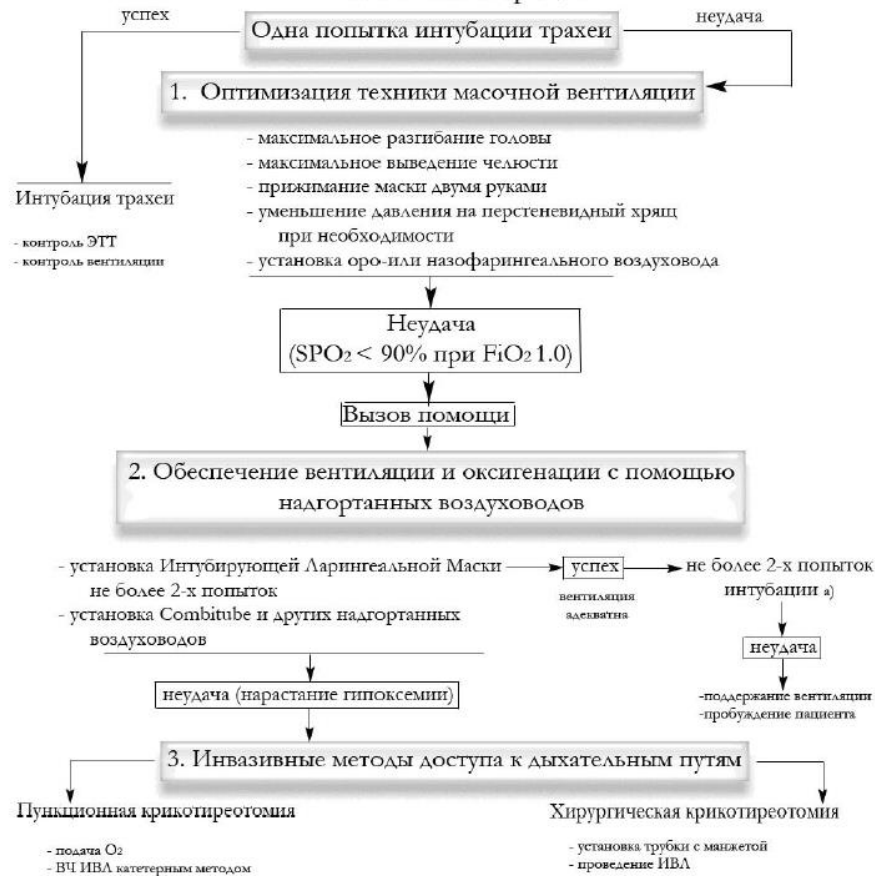 успех
Одна попытка интубации трахеи
неудача
1. Оптимизация техники масочной вентиляции
- максимальное разгибание головы
- максимальное выведение челюсти
- прижимание маски двумя руками
- уменьшение давления на перстеневидный хрящ
при необходимости
- установка оро-или назофарингеального воздуховода
Интубация трахеи
- контроль ЭТТ
- контроль вентиляции
Неудача
(SPO2 < 90% при FiO2 1.0)
Вызов помощи
2. Обеспечение вентиляции и оксигенации с помощью
надгортанных воздуховодов
- установка Интубирующей Ларингеальной Маски
не более 2-х попыток
- установка Combitube и других надгортанных
воздуховодов
успех
вентиляция
адекватна
не более 2-х попыток
интубации а)
неудача
-поддержание вентиляции
-пробуждение пациента
неудача (нарастание гипоксемии)
3. Инвазивные методы доступа к дыхательным путям
Пункционная крикотиреотомия
- подача O2
- ВЧ ИВЛ катетерным методом
Хирургическая крикотиреотомия
- установка трубки с манжетой
- проведение ИВЛ